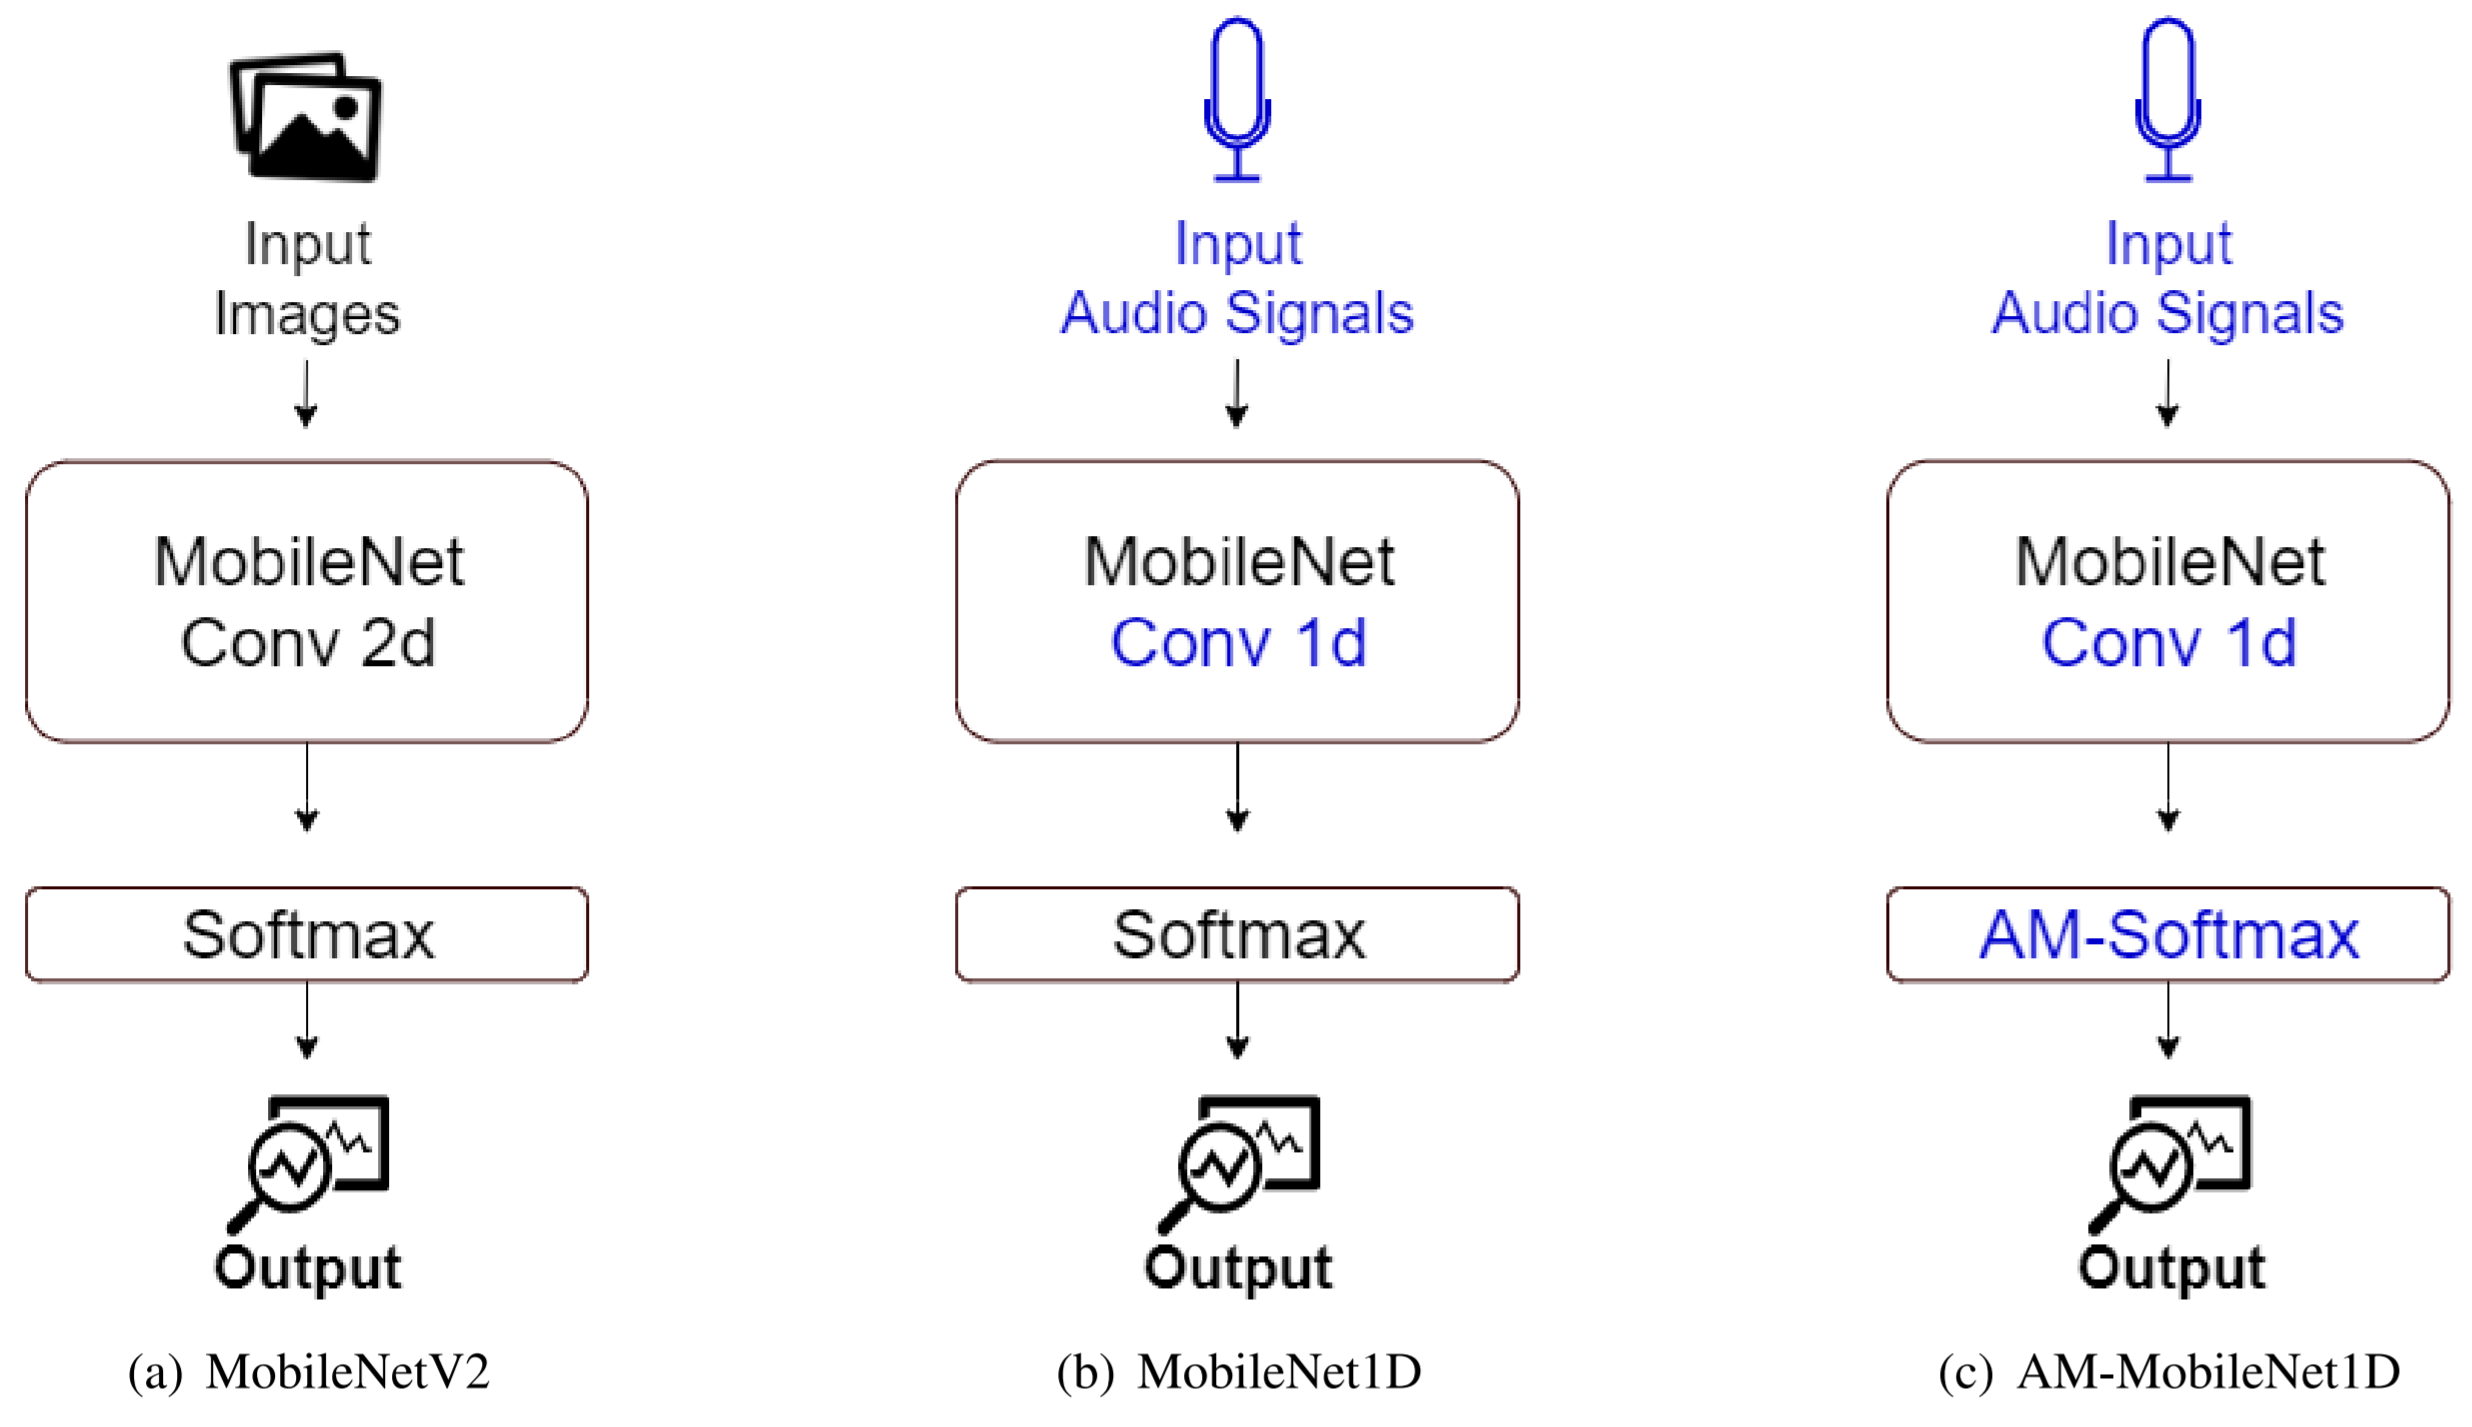 Input
Images
MobileNet
Conv 2d
Softmax
Output
(a) MobileNetV2
Input
Audio Signals
MobileNet
Conv 1d
Softmax
Output
(b) MobileNet1D
Input
Audio Signals
MobileNet
Conv 1d
AM-Softmax
Output
(c) AM-MobileNet1D